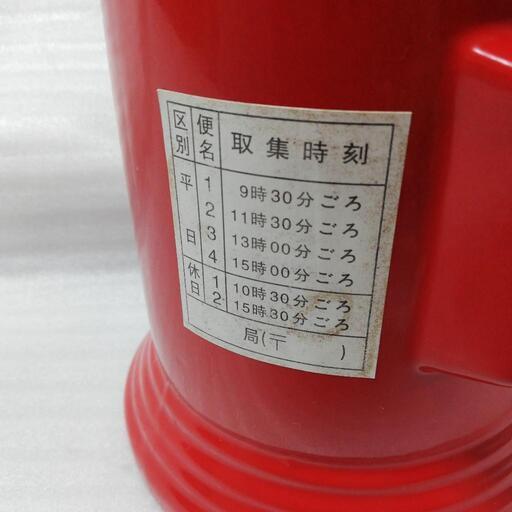 区別 便名 取集時刻
平日 1 9時30分ごろ
2 11時30分ごろ
3 13時00分ごろ
4 15時00分ごろ
休日 1 10時30分ごろ
2 15時30分ごろ
局(〒 )